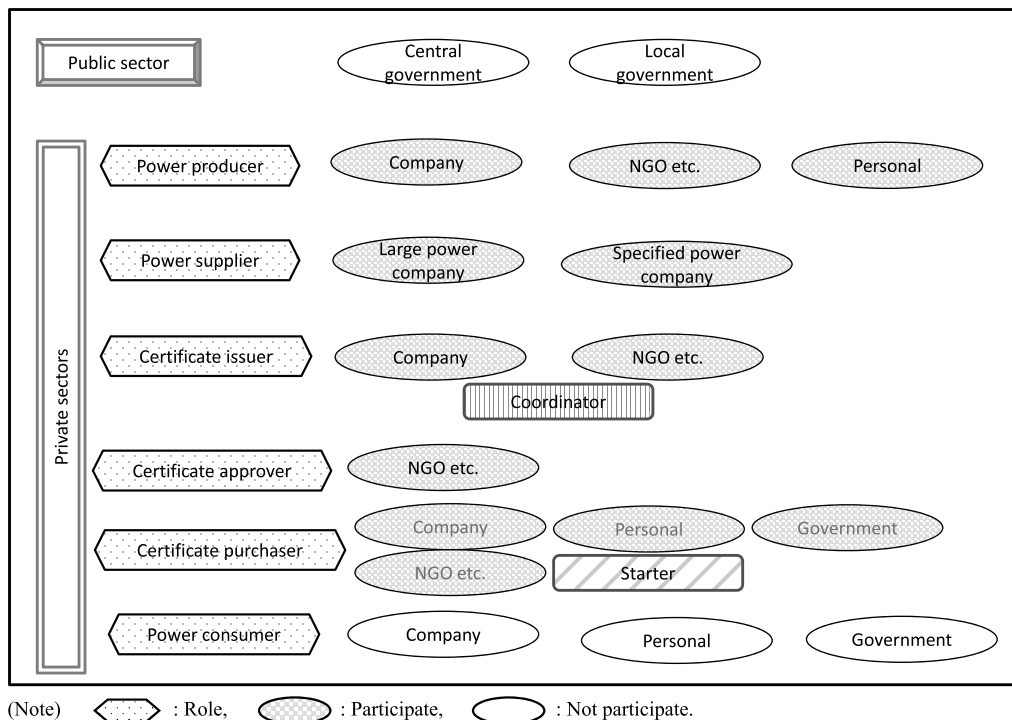 Public sector
Central
government
Local
government
Private sectors
Power producer
Company
NGO etc.
Personal
Power supplier
Large power
company
Specified power
company
Certificate issuer
Company
NGO etc.
Coordinator
Certificate approver
NGO etc.
Certificate purchaser
Company
Personal
Government
NGO etc.
Starter
Power consumer
Company
Personal
Government
(Note) : Role, : Participate, : Not participate.